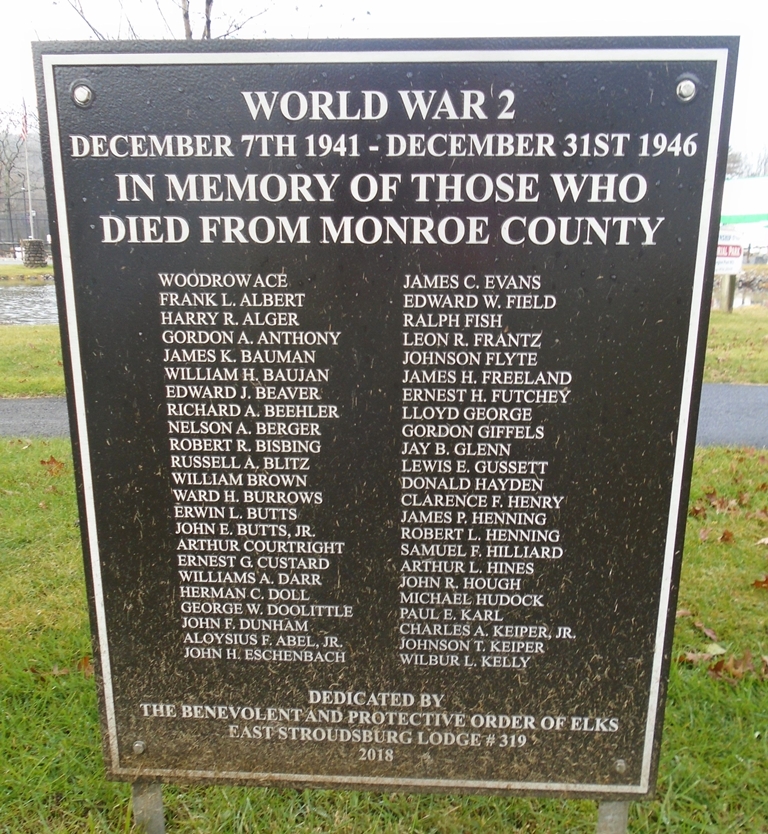 WORLD WAR 2
DECEMBER 7TH 1941 - DECEMBER 31ST 1946
IN MEMORY OF THOSE WHO
DIED FROM MONROE COUNTY
WOODROW ACE
FRANK L. ALBERT
HARRY R. ALGER
GORDON A. ANTHONY
JAMES K. BAUMAN
WILLIAM H. BAUJAN
EDWARD J. BEAVER
RICHARD A. BEEHLER
NELSON A. BERGER
ROBERT R. BISBING
RUSSELL A. BLITZ
WILLIAM BROWN
WARD H. BURROWS
ERWIN L. BUTTS
JOHN E. BUTTS, JR.
ARTHUR COURTRIGHT
ERNEST G. CUSTARD
WILLIAMS A. DARR
HERMAN C. DOLL
GEORGE W. DOOLITTLE
JOHN F. DUNHAM
ALOYSIUS F. ABEL, JR.
JOHN H. ESCHENBACH
JAMES C. EVANS
EDWARD W. FIELD
RALPH FISH
LEON R. FRANTZ
JOHNSON FLYTE
JAMES H. FREELAND
ERNEST H. FUTCHEY
LLOYD GEORGE
GORDON GIFFELS
JAY B. GLENN
LEWIS E. GUSSETT
DONALD HAYDEN
CLARENCE F. HENRY
JAMES P. HENNING
ROBERT L. HENNING
SAMUEL F. HILLIARD
ARTHUR L. HINES
JOHN R. HOUGH
MICHAEL HUDOCK
PAUL E. KARL
CHARLES A. KEIPER, JR.
JOHNSON T. KEIPER
WILBUR L. KELLY
DEDICATED BY
THE BENEVOLENT AND PROTECTIVE ORDER OF ELKS
EAST STROUDSBURG LODGE # 319
2018